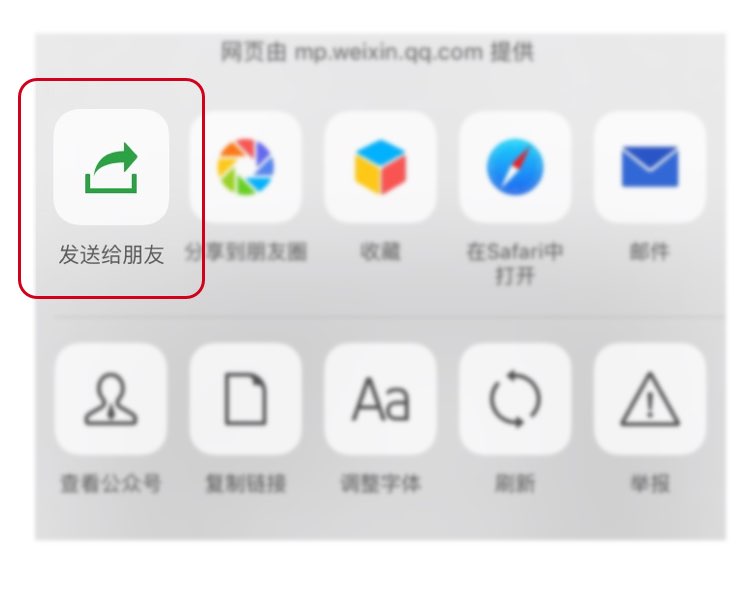 网页由 mp.weixin.qq.com 提供
发送给朋友
分享到朋友圈
收藏
在Safari中
打开
邮件
Aa
查看公众号
复制链接
调整字体
刷新
举报